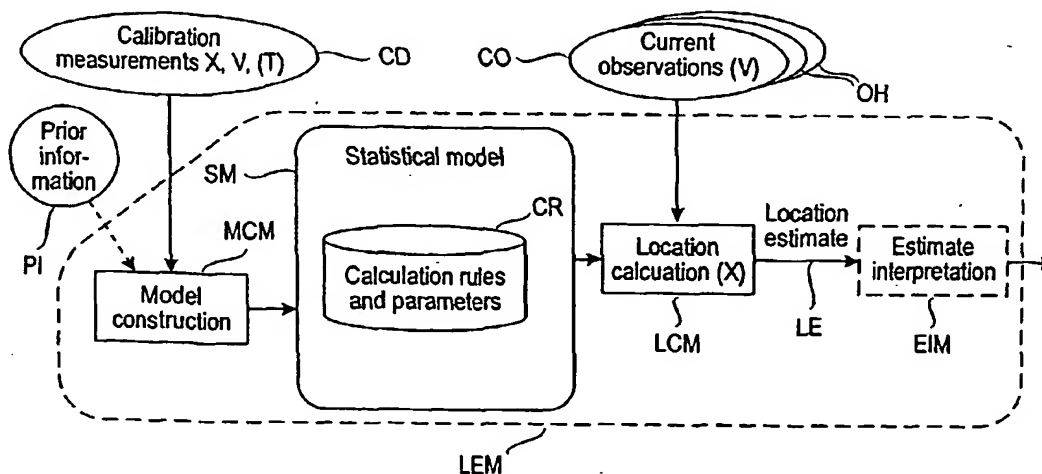 Calibration
measurements X, V, (T)
CD
CO
Current
observations (V)
OH
Prior
infor-
mation
PI
SM
Statistical model
CR
Calculation rules
and parameters
MCM
Model
construction
Location
calcuation (X)
LCM
Location
estimate
LE
Estimate
interpretation
EIM
LEM